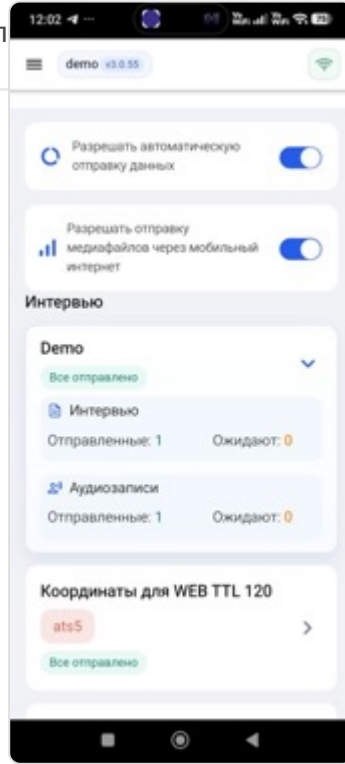 12:02
demo v3.0.55
Разрешать автоматическую
отправку данных
Разрешать отправку
медиафайлов через мобильный
интернет
Интервью
Demo
Все отправлено
Интервью
Отправленные: 1 Ожидают: 0
Аудиозаписи
Отправленные: 1 Ожидают: 0
Координаты для WEB TTL 120
ats5
Все отправлено